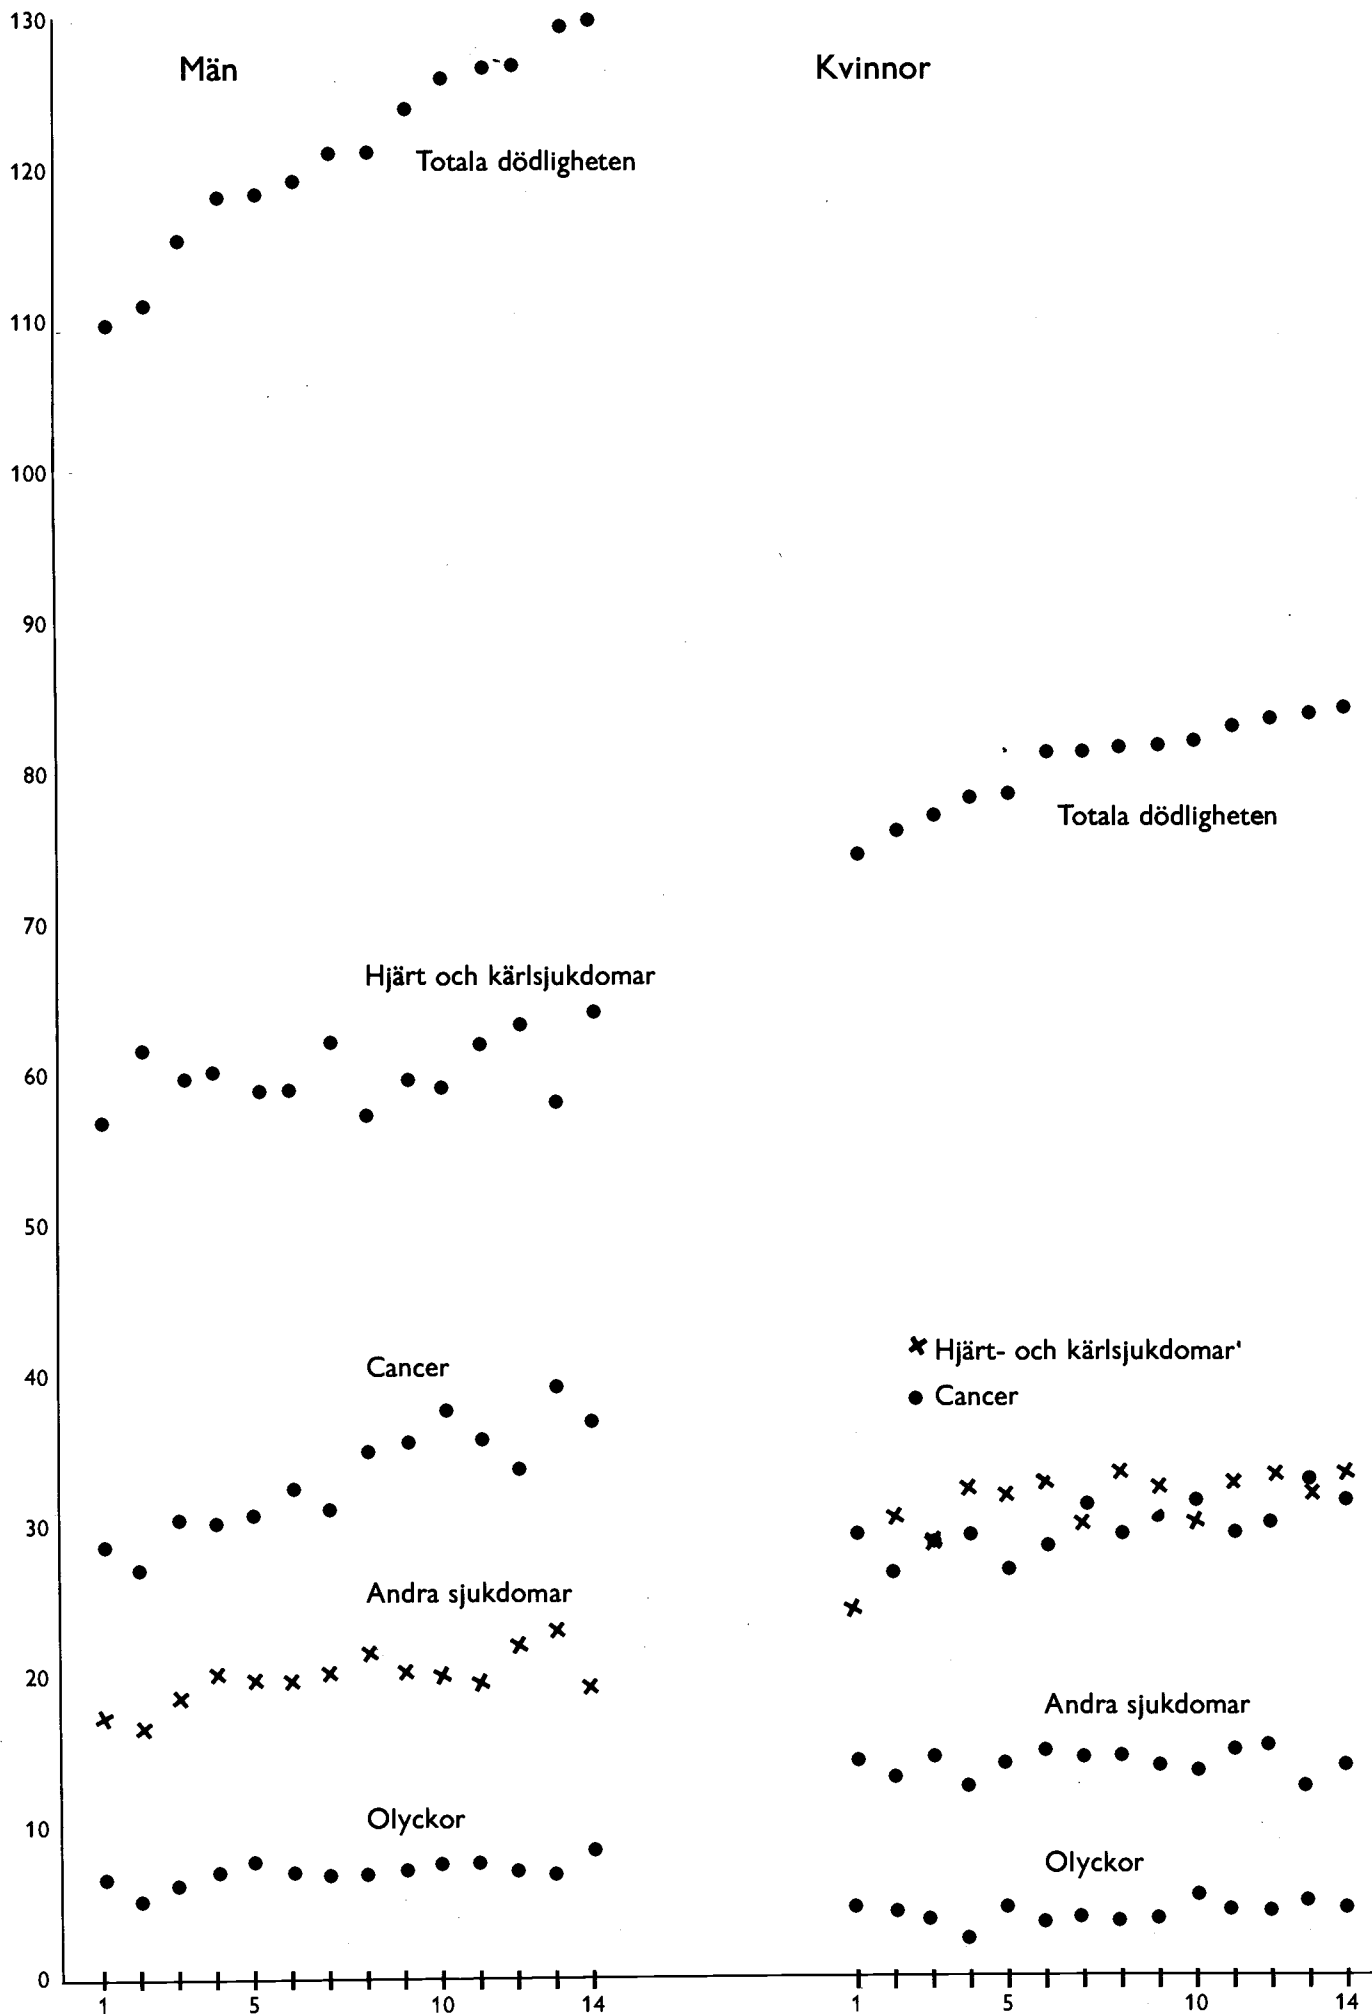 130
Män
Kvinnor
120
Totala dödligheten
110
100
90
80
Totala dödligheten
70
Hjärt och kärlsjukdomar
60
50
Hjärt- och kärlsjukdomar
40
Cancer
Cancer
30
Andra sjukdomar
20
Andra sjukdomar
10
Olyckor
Olyckor
0
1 5 10 14
1 5 10 14